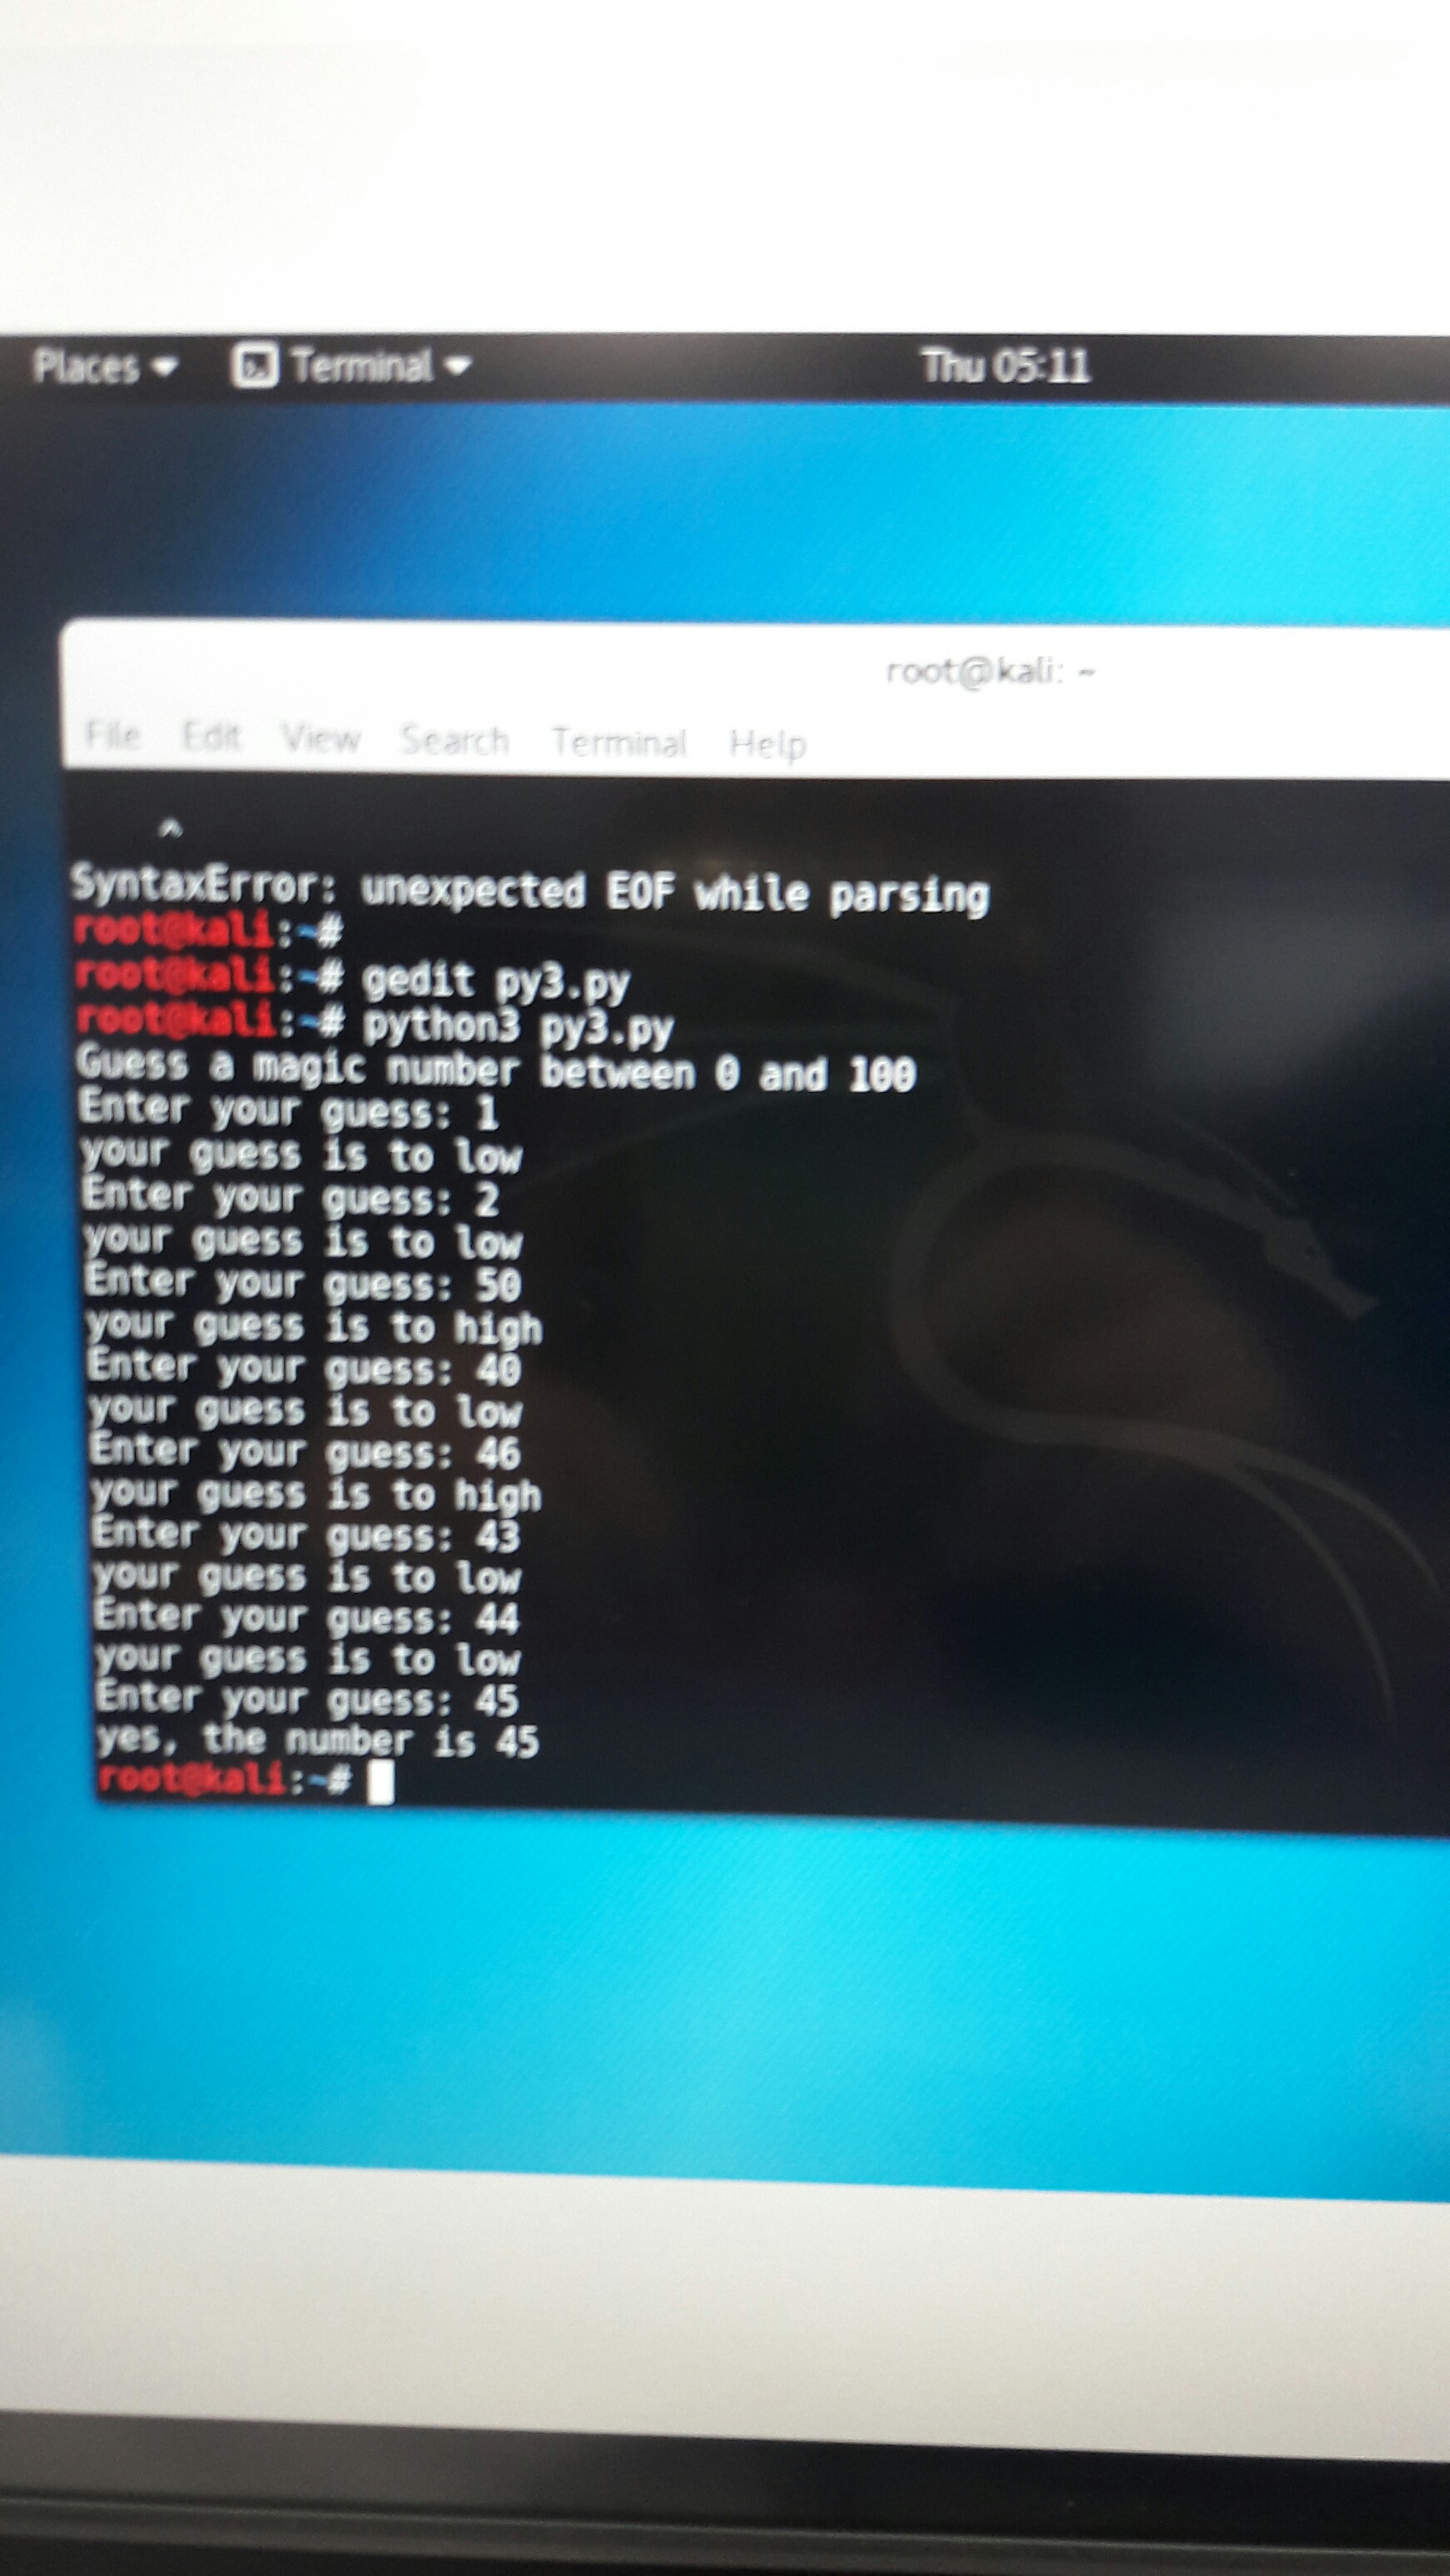 Places Terminal Thu 05:11
root@kali: ~
File Edit View Search Terminal Help
^
SyntaxError: unexpected EOF while parsing
root@kali:~#
root@kali:~# gedit py3.py
root@kali:~# python3 py3.py
Guess a magic number between 0 and 100
Enter your guess: 1
your guess is to low
Enter your guess: 2
your guess is to low
Enter your guess: 50
your guess is to high
Enter your guess: 40
your guess is to low
Enter your guess: 46
your guess is to high
Enter your guess: 43
your guess is to low
Enter your guess: 44
your guess is to low
Enter your guess: 45
yes, the number is 45
root@kali:~#